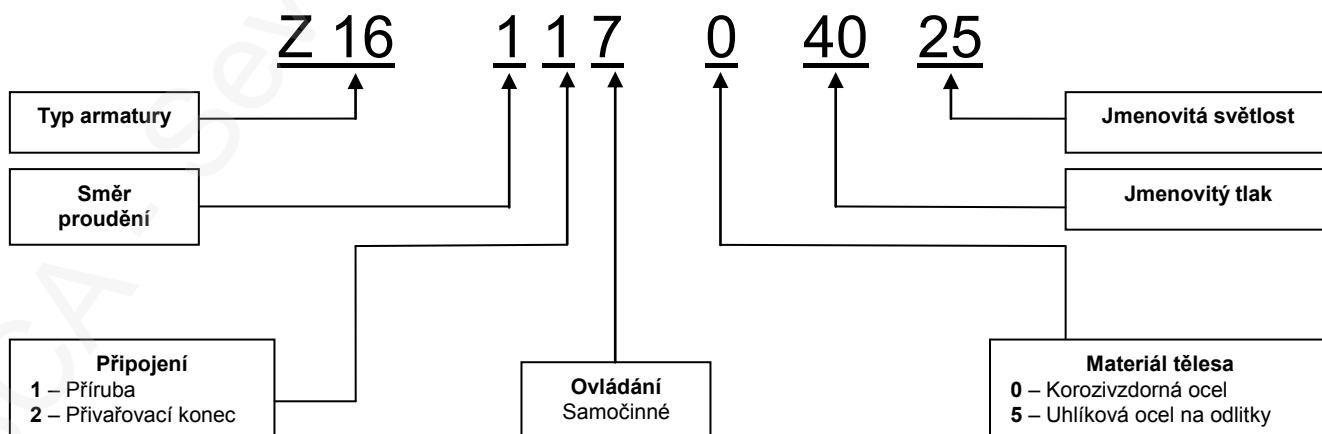 Z 16 1 1 7 0 40 25
Typ armatury
Jmenovitá světlost
Směr
proudění
Jmenovitý tlak
Připojení
1 – Příruba
2 – Přivařovací konec
Ovládání
Samočinné
Materiál tělesa
0 – Korozivzdorná ocel
5 – Uhlíková ocel na odlitky